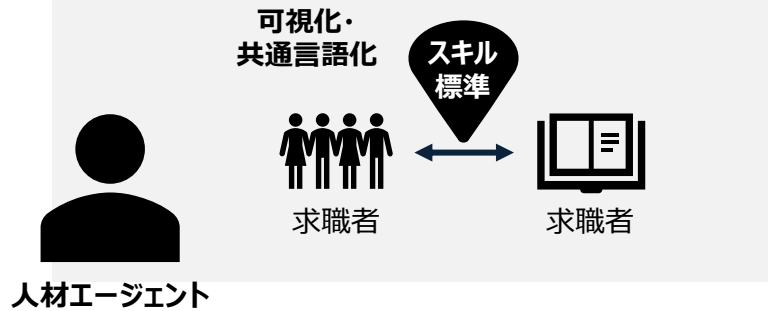 可視化・
共通言語化
スキル
標準
求職者
求職者
人材エージェント